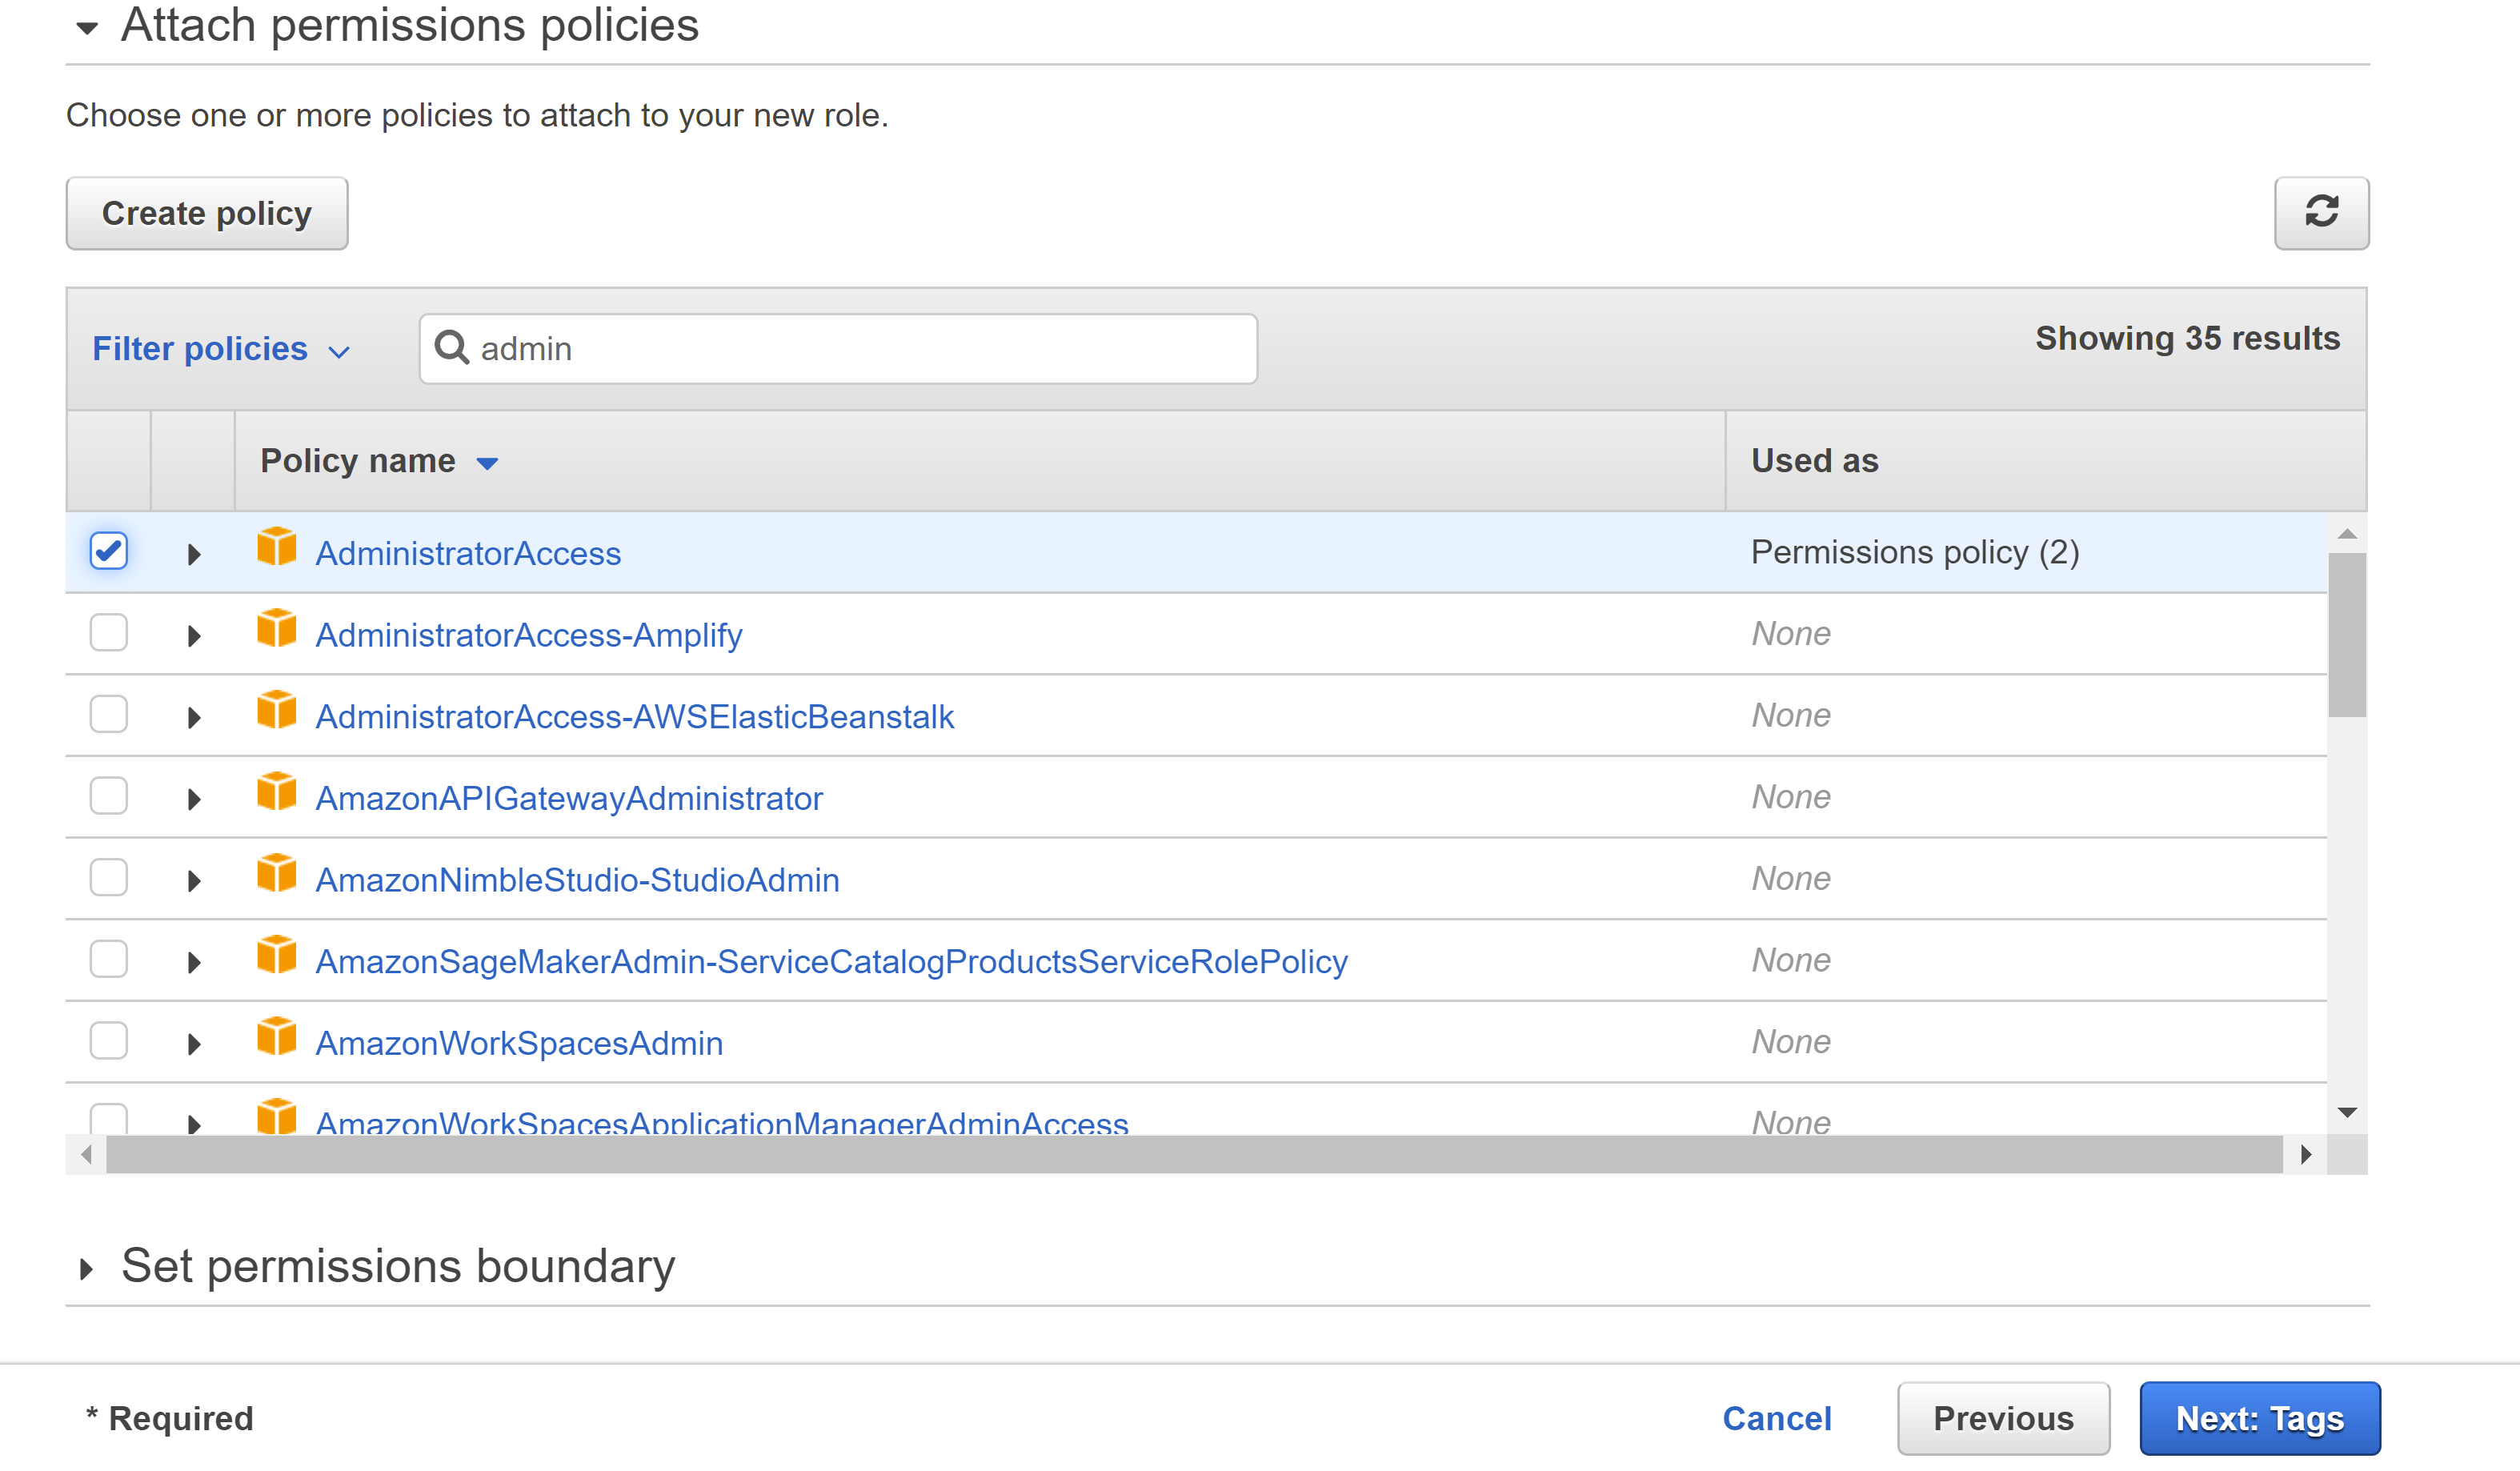 Attach permissions policies
Choose one or more policies to attach to your new role.
Create policy
Filter policies
admin
Showing 35 results
Policy name
Used as
AdministratorAccess
Permissions policy (2)
AdministratorAccess-Amplify
None
AdministratorAccess-AWSElasticBeanstalk
None
AmazonAPIGatewayAdministrator
None
AmazonNimbleStudio-StudioAdmin
None
AmazonSageMakerAdmin-ServiceCatalogProductsServiceRolePolicy
None
AmazonWorkSpacesAdmin
None
AmazonWorkSpacesApplicationManagerAdminAccess
None
Set permissions boundary
* Required
Cancel
Previous
Next: Tags